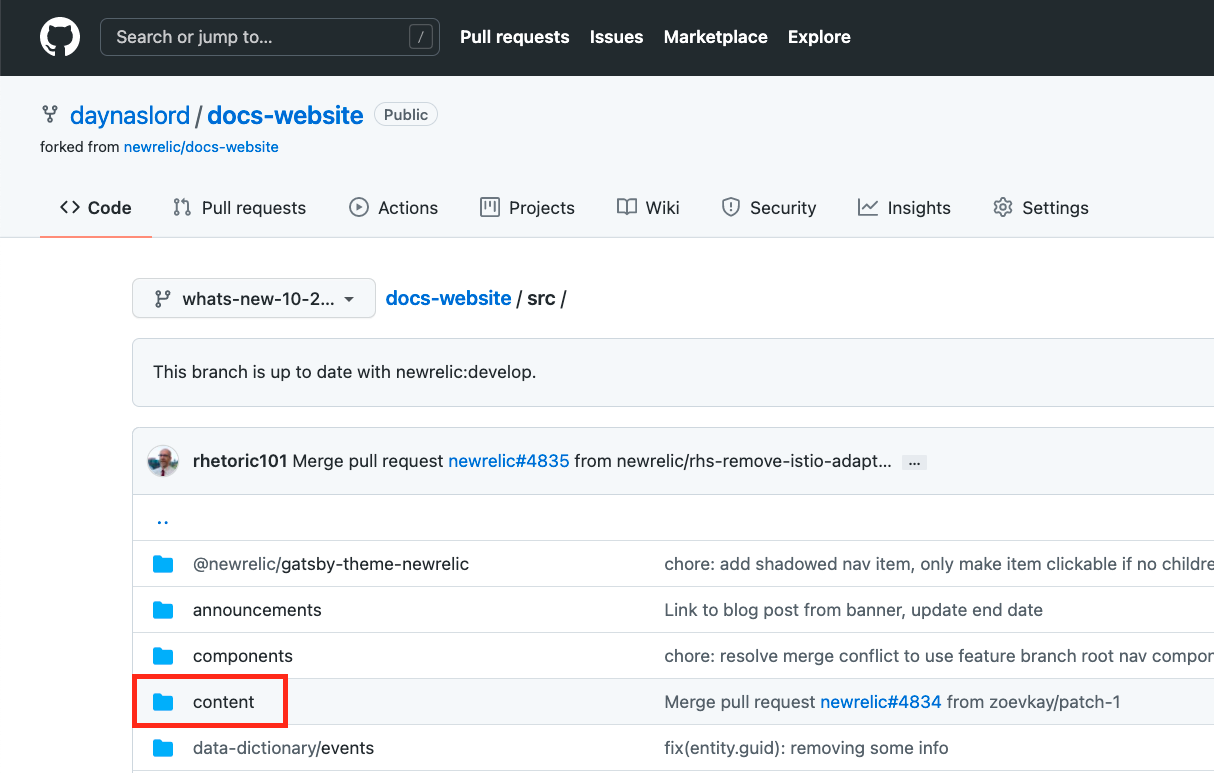 Search or jump to... /
Pull requests Issues Marketplace Explore
daynaslord / docs-website Public
forked from newrelic/docs-website
Code Pull requests Actions Projects Wiki Security Insights Settings
whats-new-10-2... docs-website / src /
This branch is up to date with newrelic:develop.
rhetoric101 Merge pull request newrelic#4835 from newrelic/rhs-remove-istio-adapt... ...
..
@newrelic/gatsby-theme-newrelic chore: add shadowed nav item, only make item clickable if no childre
announcements Link to blog post from banner, update end date
components chore: resolve merge conflict to use feature branch root nav compor
content Merge pull request newrelic#4834 from zoevkay/patch-1
data-dictionary/events fix(entity.guid): removing some info